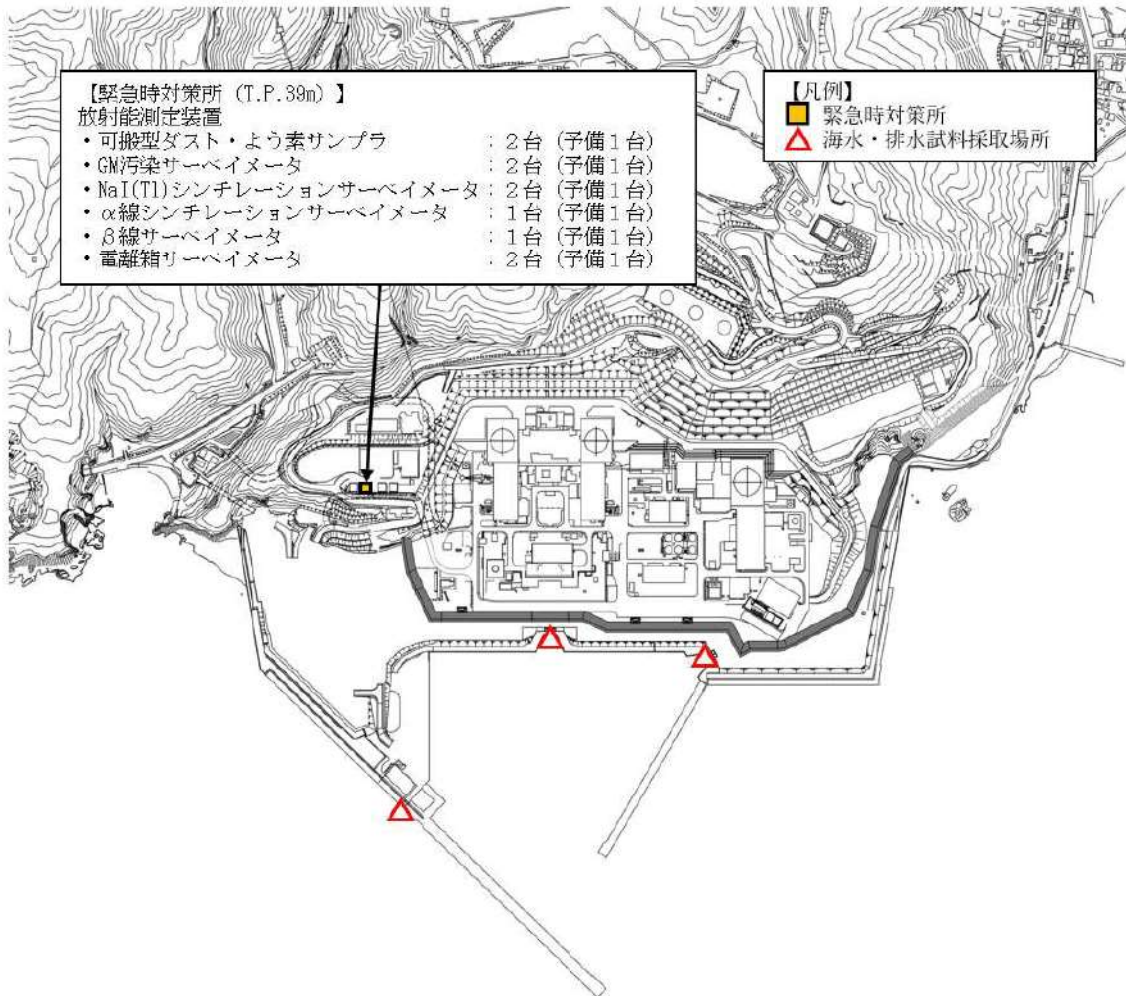 【緊急時対策所 (T.P.39m) 】
放射能測定装置
・可搬型ダスト・よう素サンプラ : 2台 (予備1台)
・GM汚染サーベイメータ : 2台 (予備1台)
・NaI(Tl)シンチレーションサーベイメータ : 2台 (予備1台)
・α線シンチレーションサーベイメータ : 1台 (予備1台)
・β線サーベイメータ : 1台 (予備1台)
・電離箱サーベイメータ : 2台 (予備1台)
【凡例】
緊急時対策所
海水・排水試料採取場所